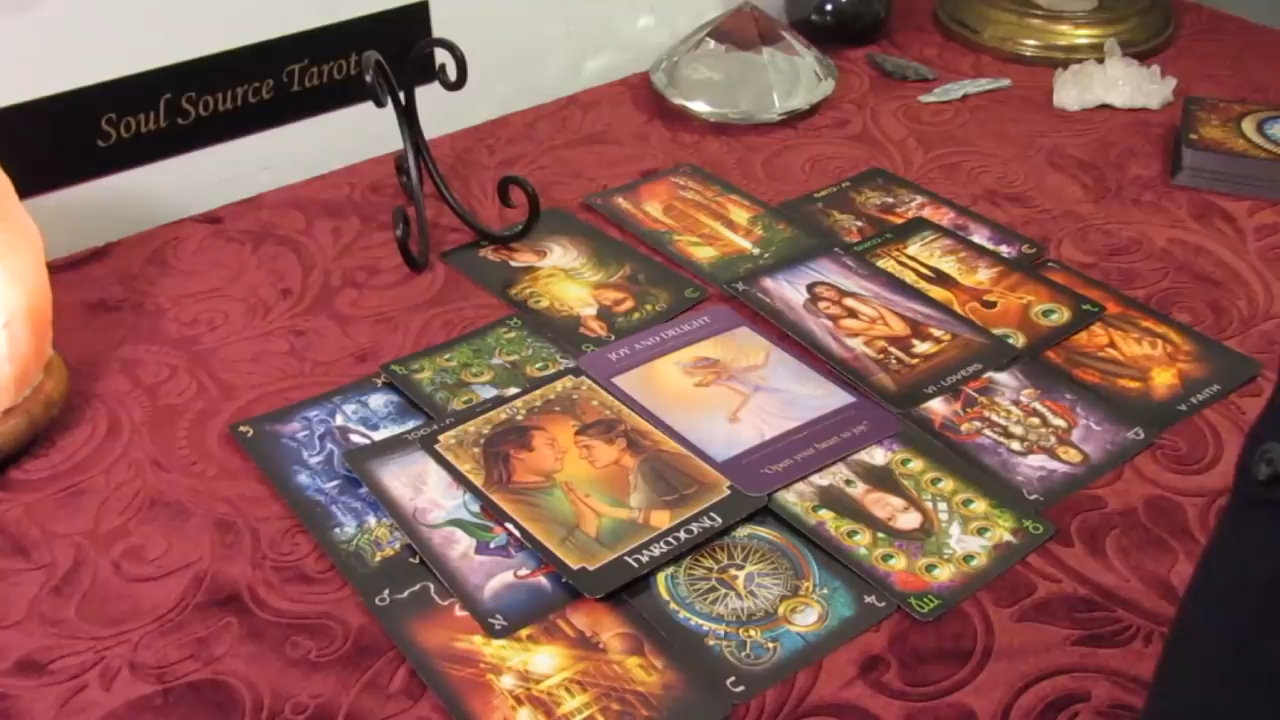 Soul Source Tarot
JOY AND DELIGHT
"Open your heart to joy."
HARMONY
VI · LOVERS
V · FAITH
V · FOOL